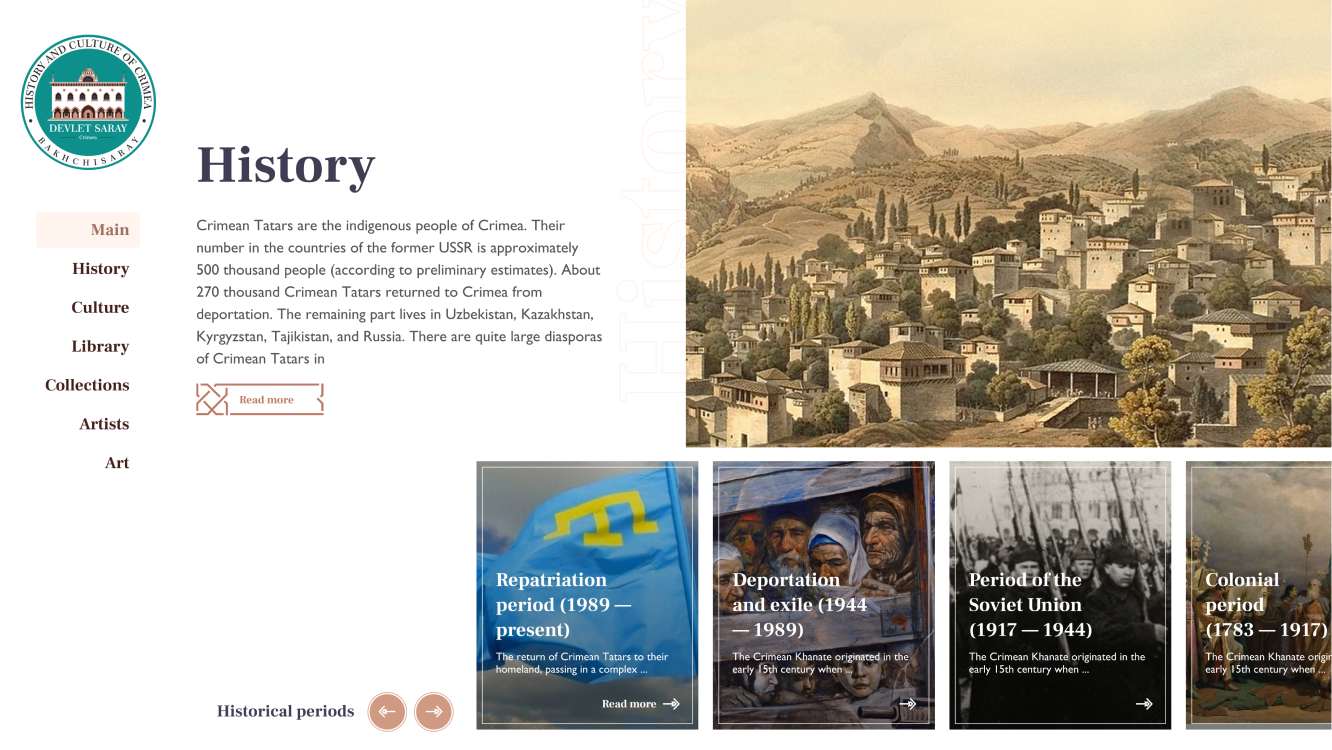 HISTORY AND CULTURE OF CRIMEA
DEVLET SARAY
Crimea
BAKHCHISARAY
Main
History
Culture
Library
Collections
Artists
Art
History
History
Crimean Tatars are the indigenous people of Crimea. Their
number in the countries of the former USSR is approximately
500 thousand people (according to preliminary estimates). About
270 thousand Crimean Tatars returned to Crimea from
deportation. The remaining part lives in Uzbekistan, Kazakhstan,
Kyrgyzstan, Tajikistan, and Russia. There are quite large diasporas
of Crimean Tatars in
Read more
Historical periods
Repatriation
period (1989 —
present)
The return of Crimean Tatars to their
homeland, passing in a complex ...
Read more
Deportation
and exile (1944
— 1989)
The Crimean Khanate originated in the
early 15th century when ...
Period of the
Soviet Union
(1917 — 1944)
The Crimean Khanate originated in the
early 15th century when ...
Colonial
period
(1783 — 1917)
The Crimean Khanate origin
early 15th century when ...